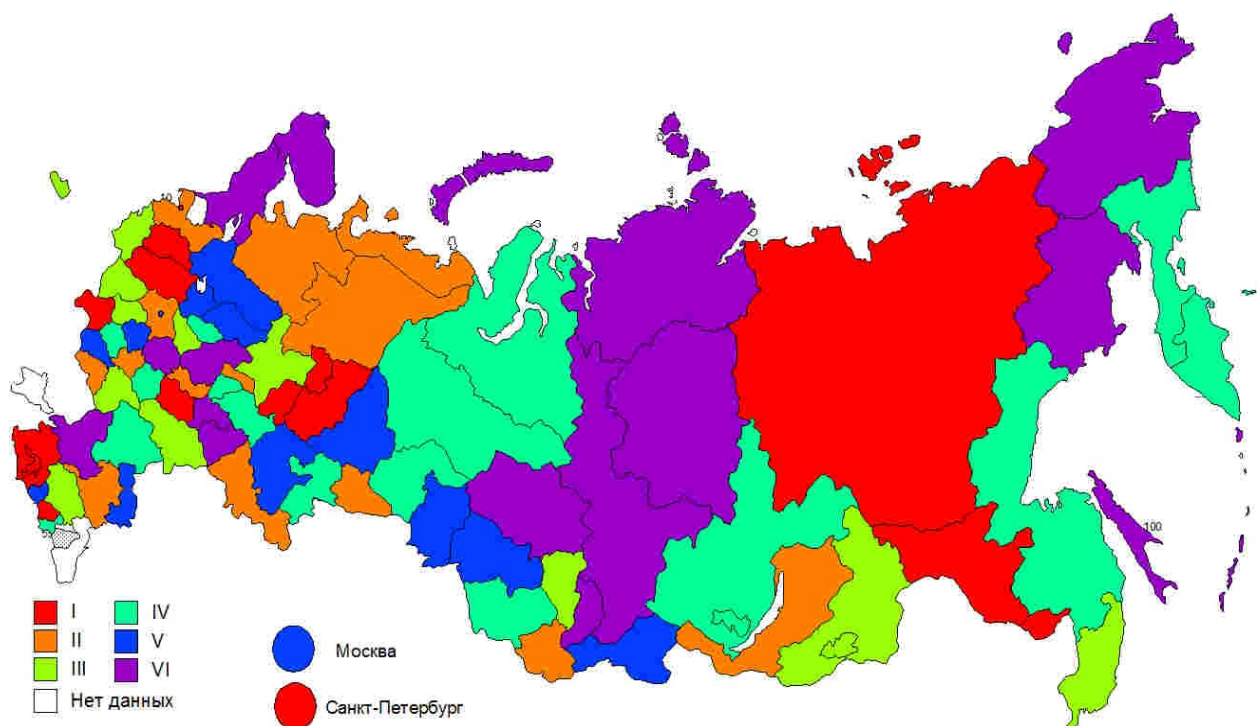 100
I IV
II V
III VI
Нет данных
Москва
Санкт-Петербург